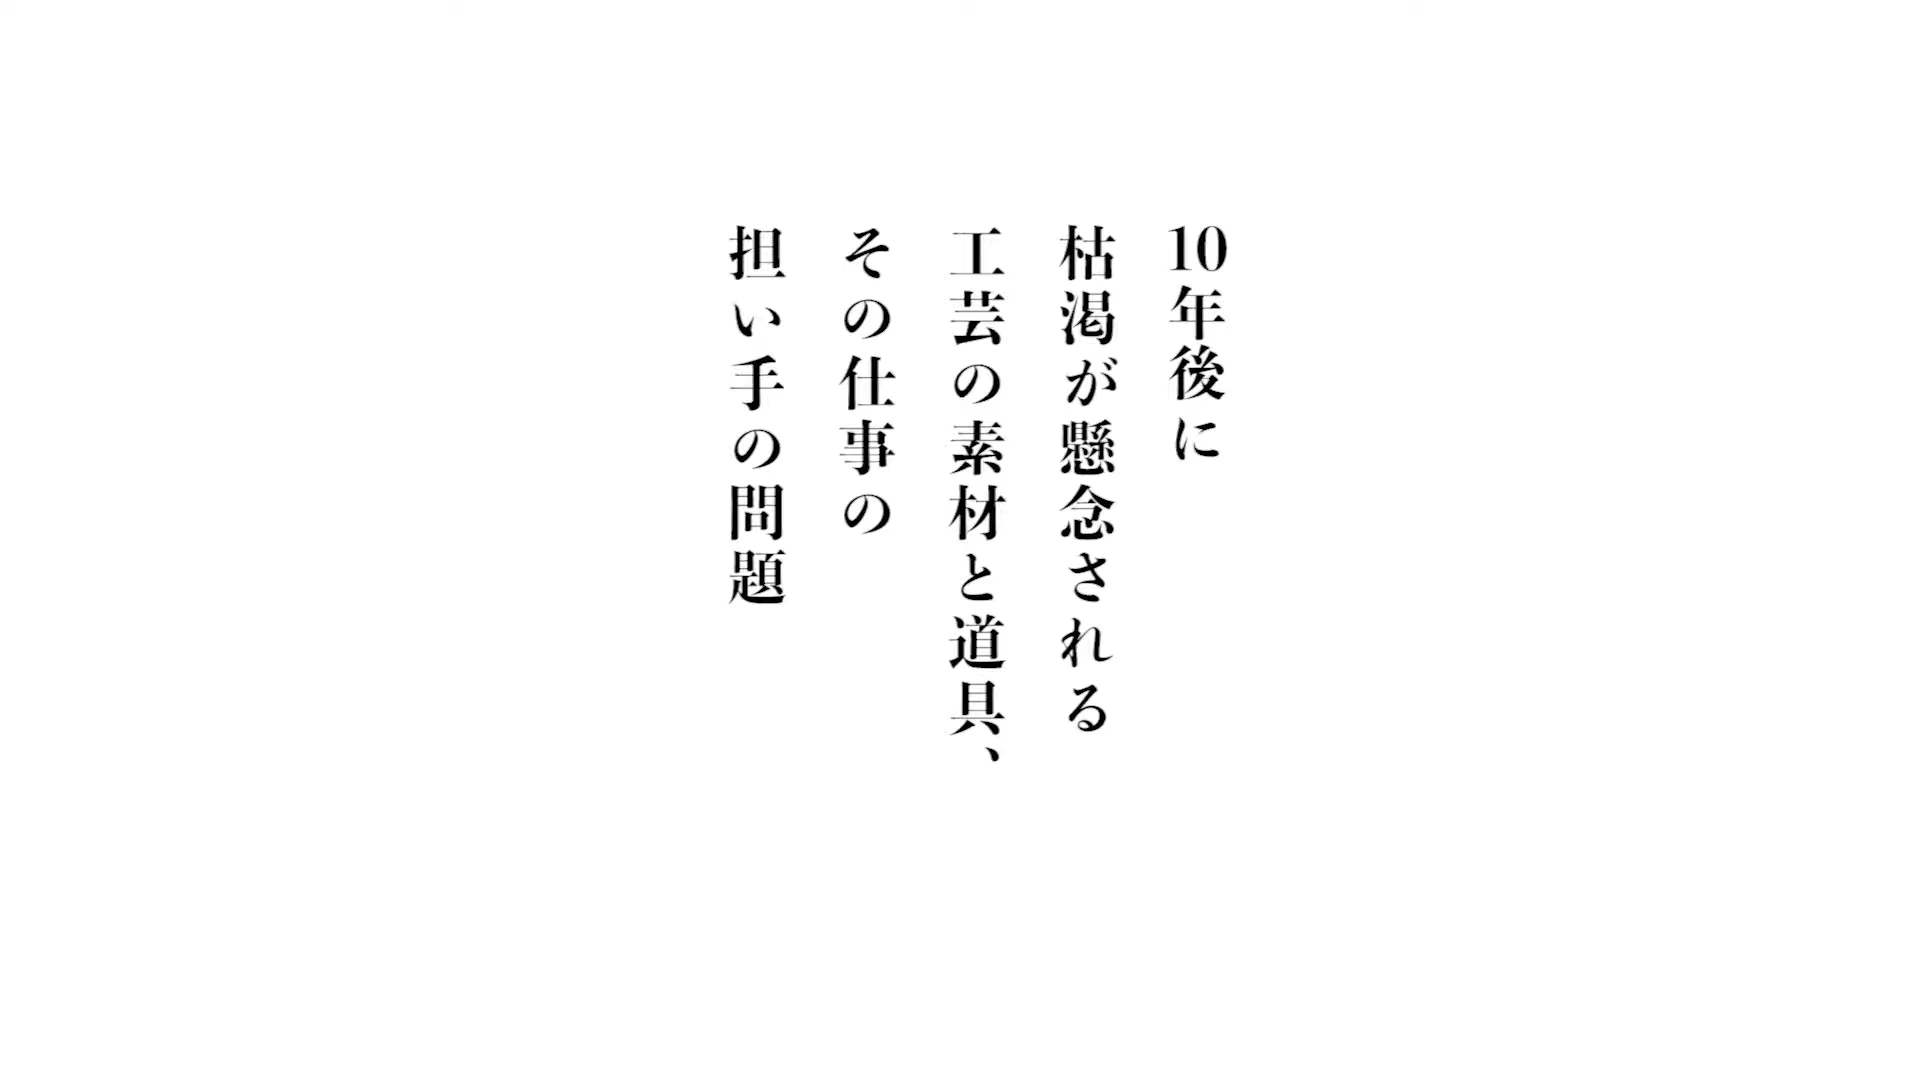 10年後に
枯渇が懸念される
工芸の素材と道具、
その仕事の
担い手の問題